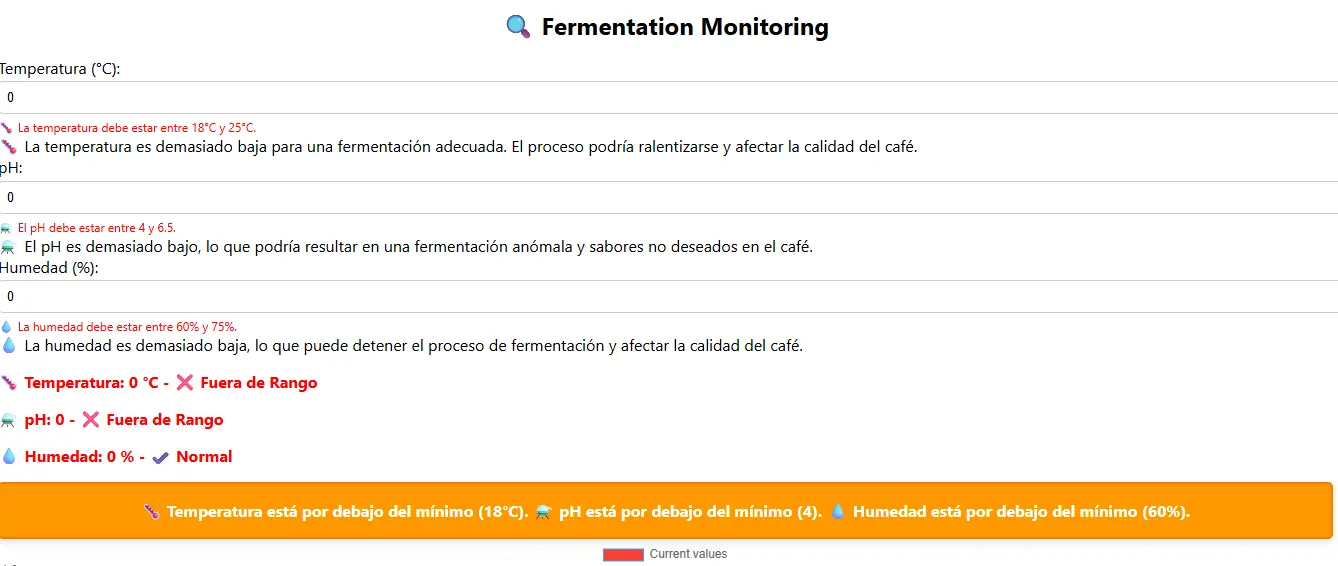 🔍 Fermentation Monitoring
Temperatura (°C):
0
🌡️ La temperatura debe estar entre 18°C y 25°C.
🌡️ La temperatura es demasiado baja para una fermentación adecuada. El proceso podría ralentizarse y afectar la calidad del café.
pH:
0
⚗️ El pH debe estar entre 4 y 6.5.
⚗️ El pH es demasiado bajo, lo que podría resultar en una fermentación anómala y sabores no deseados en el café.
Humedad (%):
0
💧 La humedad debe estar entre 60% y 75%.
💧 La humedad es demasiado baja, lo que puede detener el proceso de fermentación y afectar la calidad del café.
🌡️ Temperatura: 0 °C - ❌ Fuera de Rango
⚗️ pH: 0 - ❌ Fuera de Rango
💧 Humedad: 0 % - ✔️ Normal
🌡️ Temperatura está por debajo del mínimo (18°C). ⚗️ pH está por debajo del mínimo (4). 💧 Humedad está por debajo del mínimo (60%).
Current values